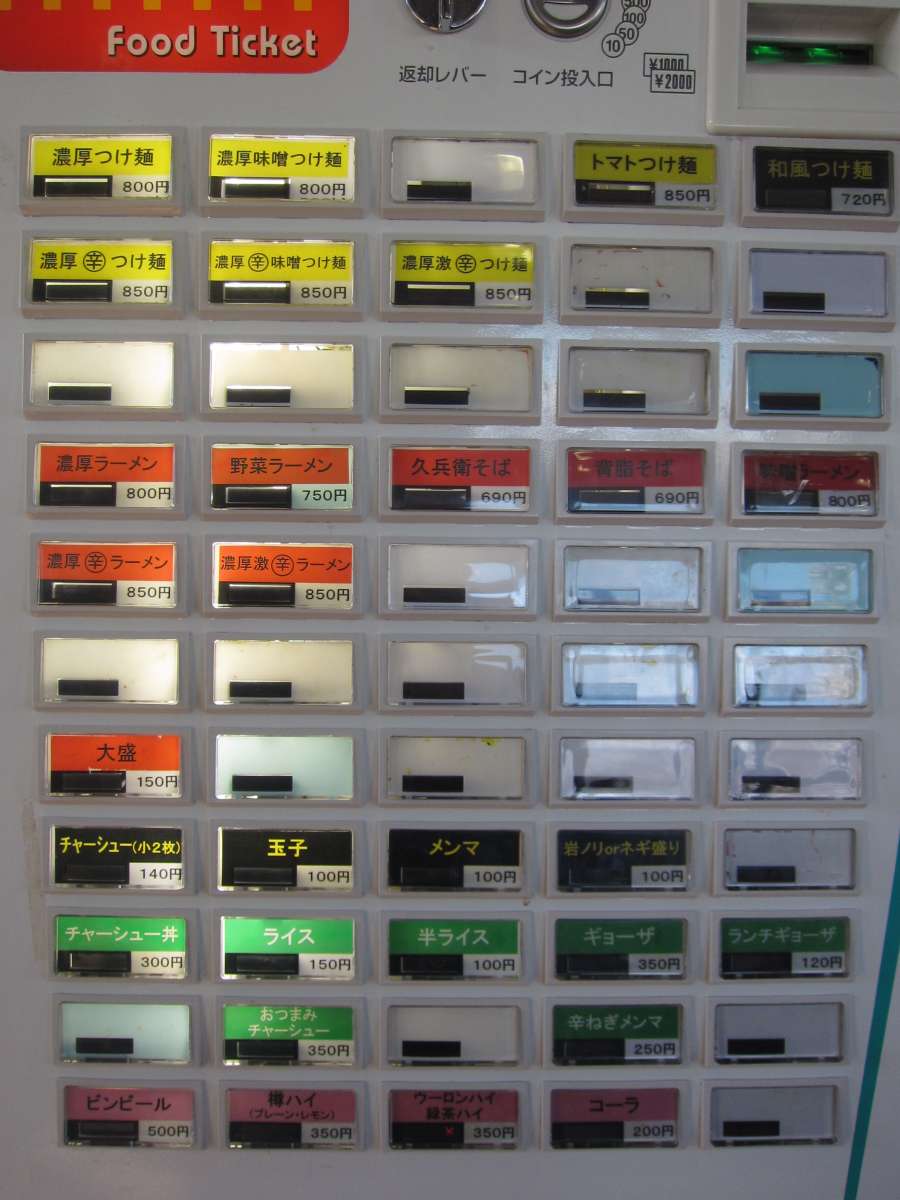 Food Ticket
返却レバー
コイン投入口
500
100
50
10
¥1000
¥2000
濃厚つけ麺
800円
濃厚味噌つけ麺
800円
トマトつけ麺
850円
和風つけ麺
720円
濃厚㊛つけ麺
850円
濃厚辛味噌つけ麺
850円
濃厚激辛つけ麺
850円
濃厚ラーメン
800円
野菜ラーメン
750円
久兵衛そば
690円
背脂そば
690円
味噌ラーメン
800円
濃厚辛ラーメン
850円
濃厚激辛ラーメン
850円
大盛
150円
チャーシュー(小2枚)
140円
玉子
100円
メンマ
100円
岩ノリorネギ盛り
100円
チャーシュー丼
300円
ライス
150円
半ライス
100円
ギョーザ
350円
ランチギョーザ
120円
おつまみ
チャーシュー
350円
辛ねぎメンマ
250円
ビンビール
500円
樽ハイ
(プレーン・レモン)
350円
ウーロンハイ
緑茶ハイ
350円
コーラ
200円